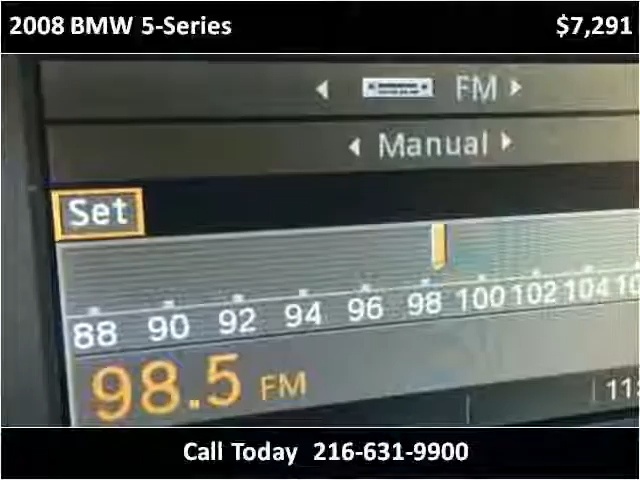 2008 BMW 5-Series $7,291
FM
Manual
Set
88 90 92 94 96 98 100 102 104
98.5 FM
Call Today 216-631-9900